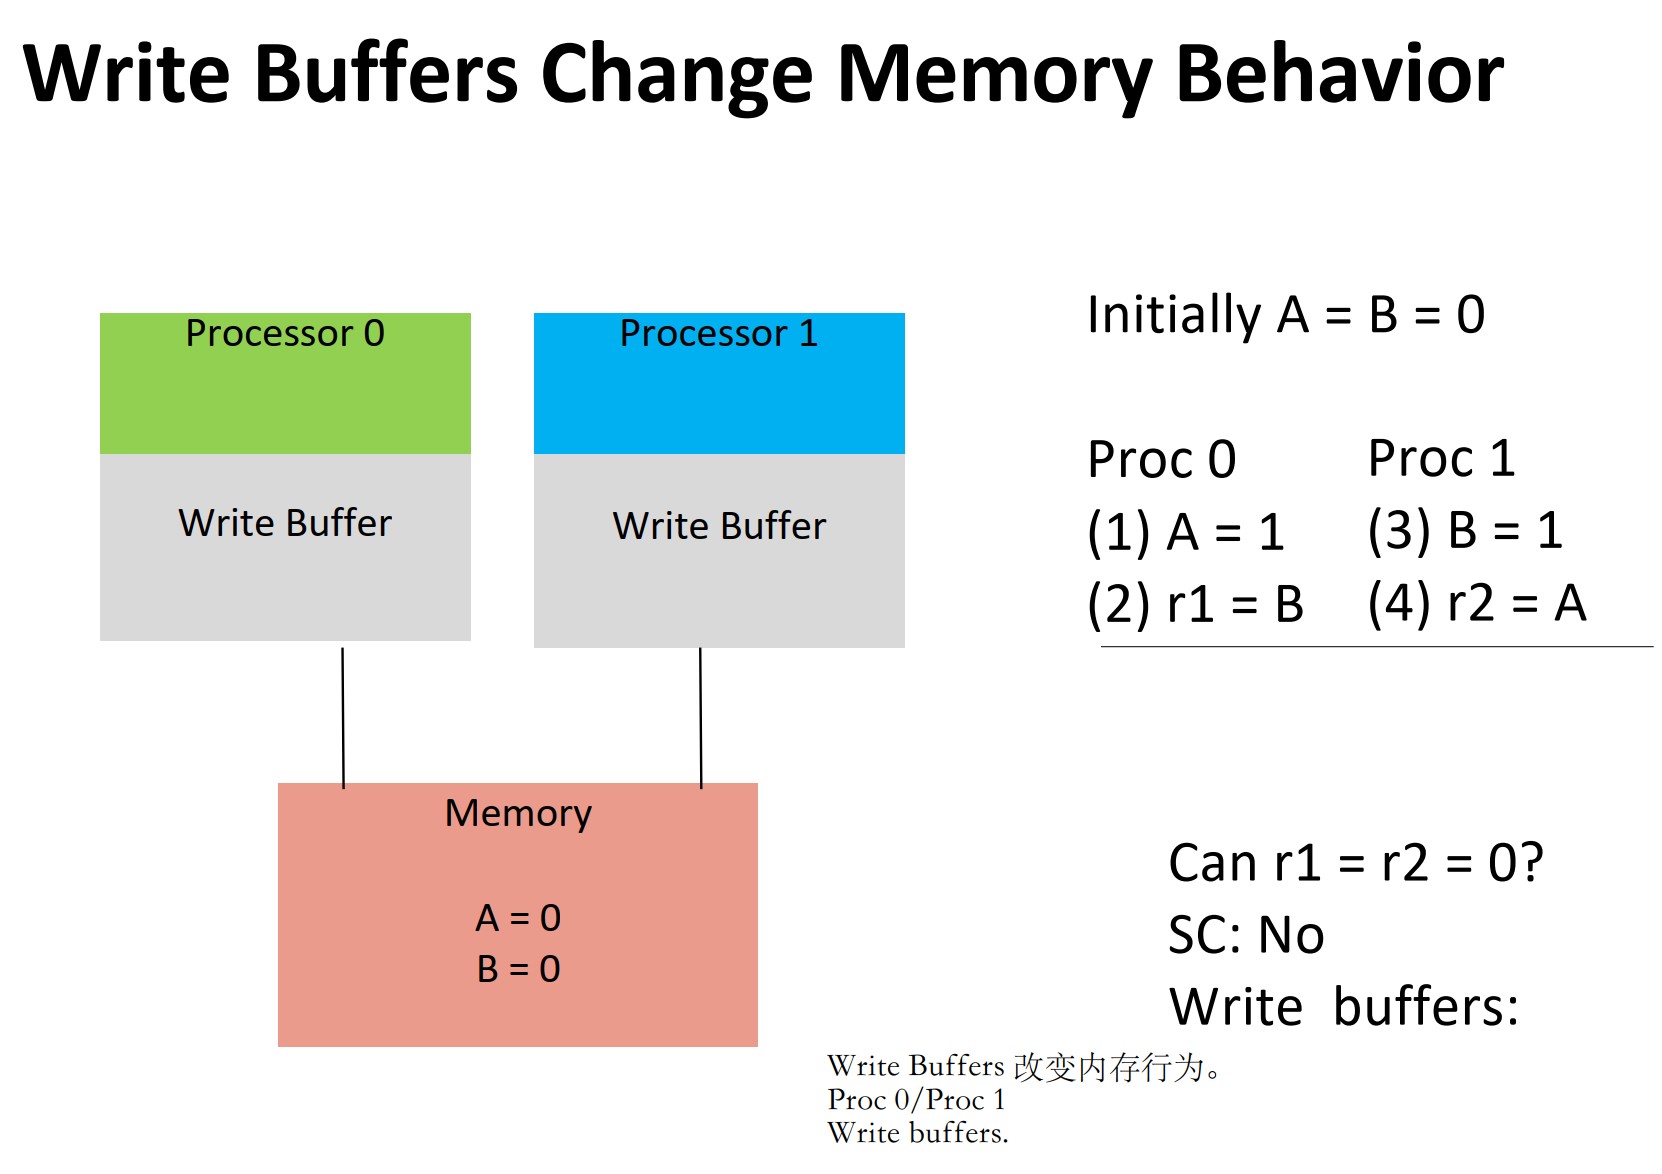 Write Buffers Change Memory Behavior
Processor 0
Write Buffer
Processor 1
Write Buffer
Memory
A = 0
B = 0
Initially A = B = 0
Proc 0 Proc 1
(1) A = 1 (3) B = 1
(2) r1 = B (4) r2 = A
Can r1 = r2 = 0?
SC: No
Write buffers:
Write Buffers 改变内存行为。
Proc 0/Proc 1
Write buffers.